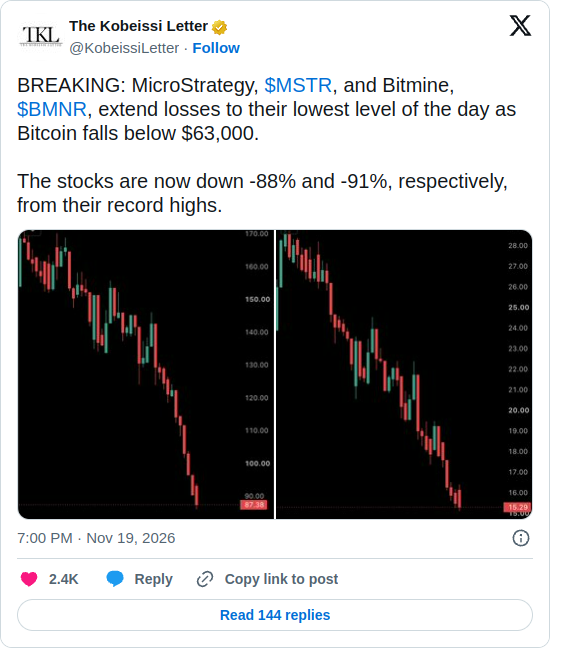 TKL
The Kobeissi Letter
@KobeissiLetter · Follow
BREAKING: MicroStrategy, $MSTR, and Bitmine,
$BMNR, extend losses to their lowest level of the day as
Bitcoin falls below $63,000.
The stocks are now down -88% and -91%, respectively,
from their record highs.
170.00
160.00
150.00
140.00
130.00
120.00
110.00
100.00
90.00
87.38
28.00
27.00
26.00
25.00
24.00
23.00
22.00
21.00
20.00
19.00
18.00
17.00
16.00
15.29
15.00
7:00 PM · Nov 19, 2026
2.4K Reply Copy link to post
Read 144 replies